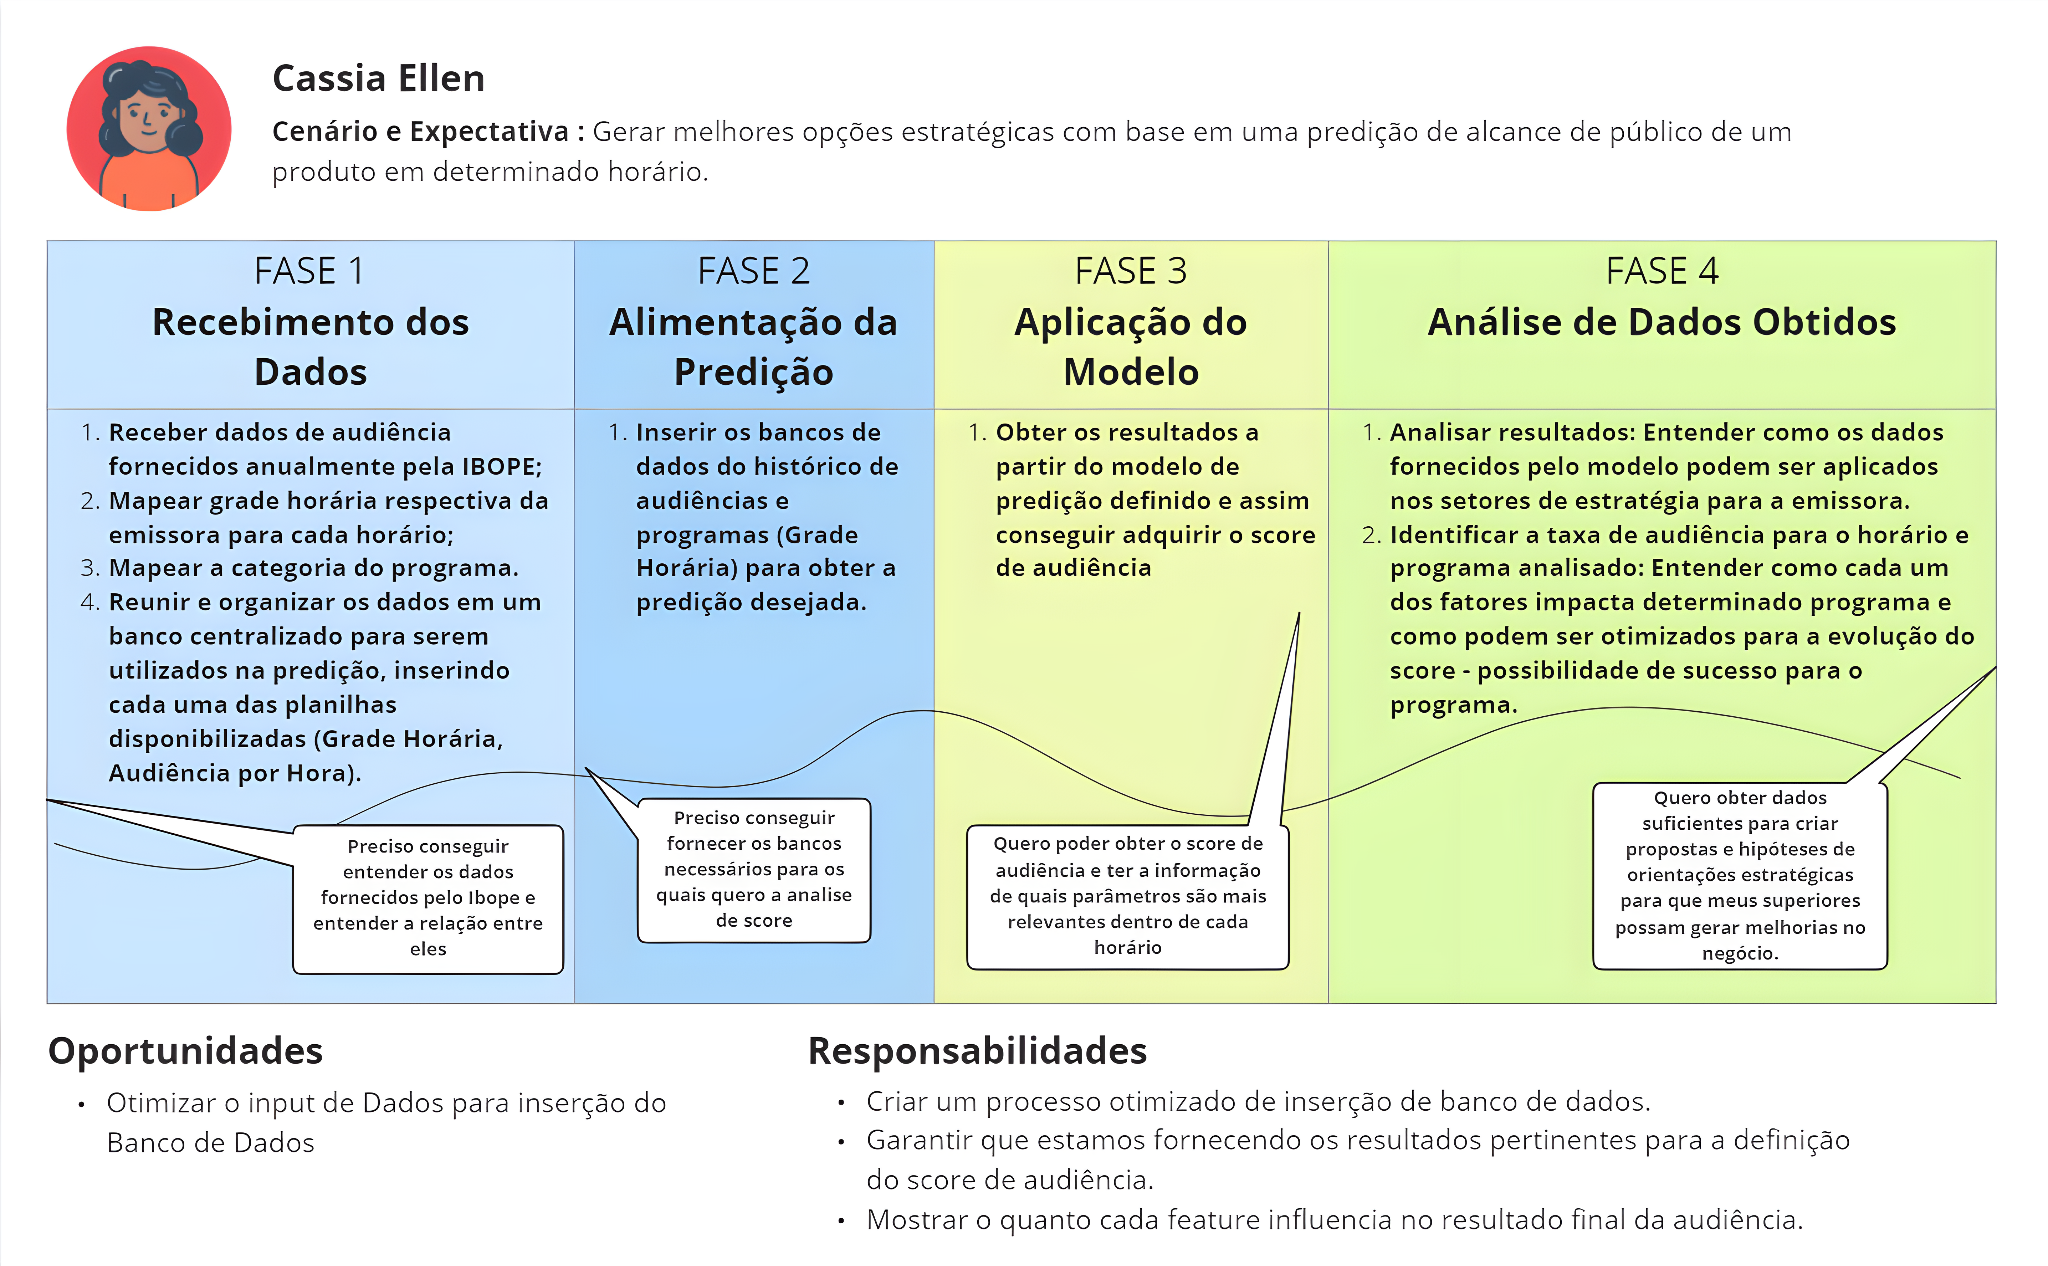 Cassia Ellen
Cenário e Expectativa : Gerar melhores opções estratégicas com base em uma predição de alcance de público de um
produto em determinado horário.
FASE 1
Recebimento dos
Dados
1. Receber dados de audiência
fornecidos anualmente pela IBOPE;
2. Mapear grade horária respectiva da
emissora para cada horário;
3. Mapear a categoria do programa.
4. Reunir e organizar os dados em um
banco centralizado para serem
utilizados na predição, inserindo
cada uma das planilhas
disponibilizadas (Grade Horária,
Audiência por Hora).
Preciso conseguir
entender os dados
fornecidos pelo Ibope e
entender a relação entre
eles
FASE 2
Alimentação da
Predição
1. Inserir os bancos de
dados do histórico de
audiências e
programas (Grade
Horária) para obter a
predição desejada.
Preciso conseguir
fornecer os bancos
necessários para os
quais quero a analise
de score
FASE 3
Aplicação do
Modelo
1. Obter os resultados a
partir do modelo de
predição definido e assim
conseguir adquirir o score
de audiência
Quero poder obter o score de
audiência e ter a informação
de quais parâmetros são mais
relevantes dentro de cada
horário
FASE 4
Análise de Dados Obtidos
1. Analisar resultados: Entender como os dados
fornecidos pelo modelo podem ser aplicados
nos setores de estratégia para a emissora.
2. Identificar a taxa de audiência para o horário e
programa analisado: Entender como cada um
dos fatores impacta determinado programa e
como podem ser otimizados para a evolução do
score - possibilidade de sucesso para o
programa.
Quero obter dados
suficientes para criar
propostas e hipóteses de
orientações estratégicas
para que meus superiores
possam gerar melhorias no
negócio.
Oportunidades
• Otimizar o input de Dados para inserção do
Banco de Dados
Responsabilidades
• Criar um processo otimizado de inserção de banco de dados.
• Garantir que estamos fornecendo os resultados pertinentes para a definição
do score de audiência.
• Mostrar o quanto cada feature influencia no resultado final da audiência.